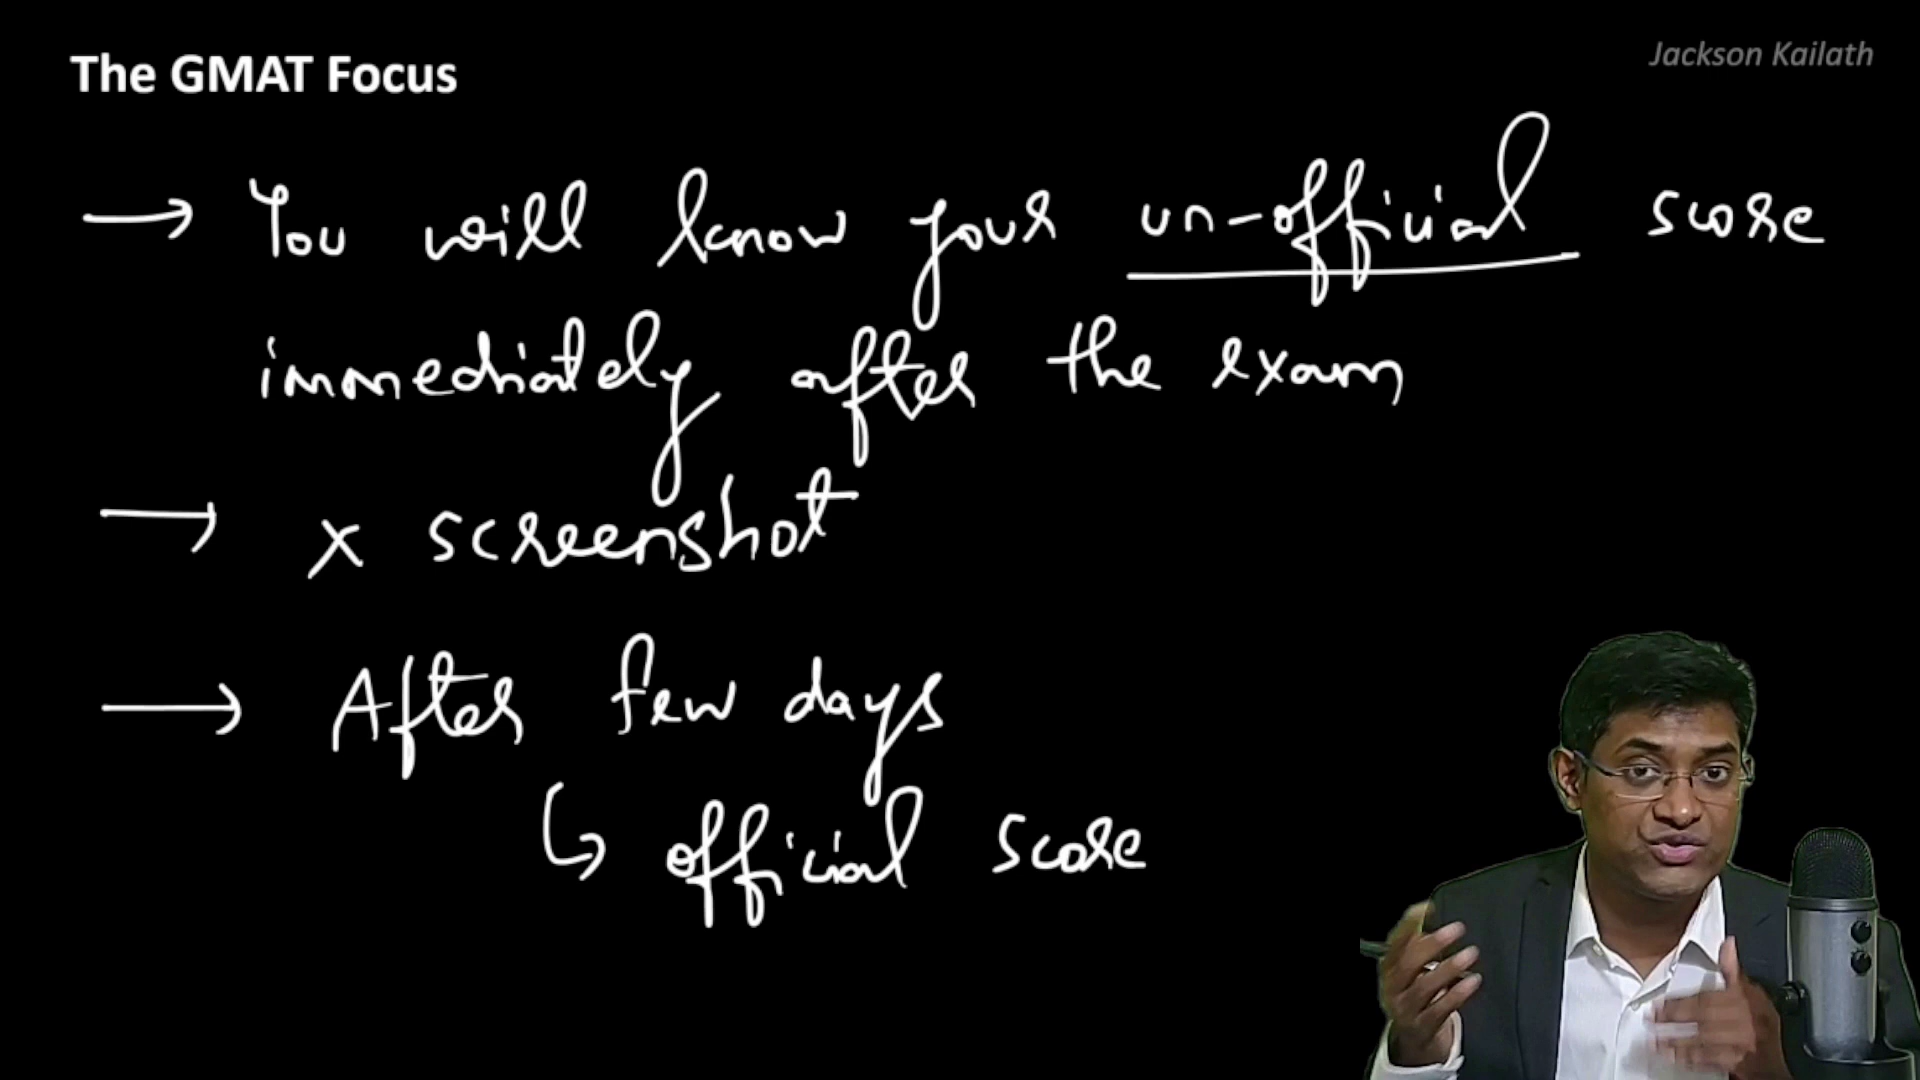 The GMAT Focus
Jackson Kailath
→ You will know your un-official score
immediately after the exam
→ x screenshot
→ After few days
↳ official score